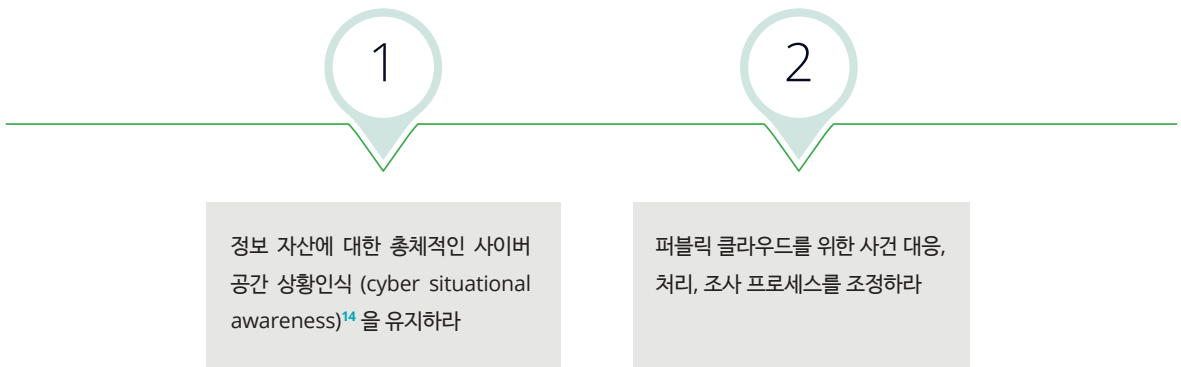 1
2
정보 자산에 대한 총체적인 사이버
공간 상황인식 (cyber situational
awareness)14 을 유지하라
퍼블릭 클라우드를 위한 사건 대응,
처리, 조사 프로세스를 조정하라